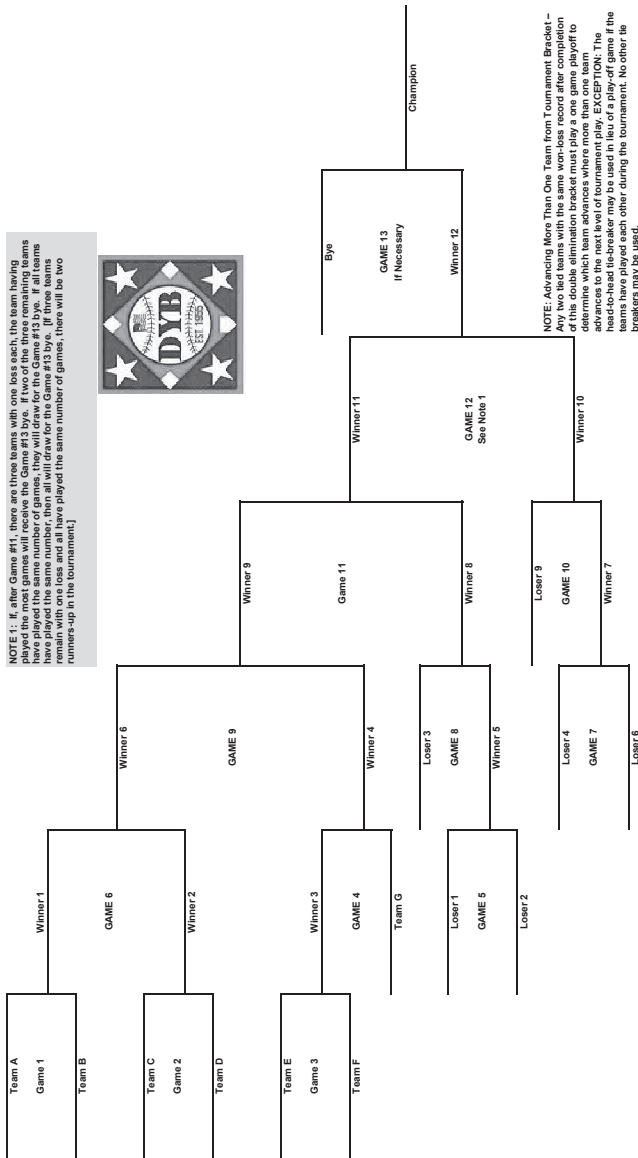 NOTE 1: If, after Game #11, there are three teams with one loss each, the team having
played the most games will receive the Game #13 bye. If two of the three remaining teams
have played the same number of games, they will draw for the Game #13 bye. If all teams
have played the same number, then all will draw for the Game #13 bye. [If three teams
remain with one loss and all have played the same number of games, there will be two
runners-up in the tournament.]
DYB
EST. 1955
Team A
Game 1
Team B
Team C
Game 2
Team D
Team E
Game 3
Team F
Winner 1
GAME 6
Winner 2
Winner 3
GAME 4
Team G
Loser 1
GAME 5
Loser 2
Winner 6
GAME 9
Winner 4
Loser 3
GAME 8
Winner 5
Loser 4
GAME 7
Loser 6
Winner 9
Game 11
Winner 8
Loser 9
GAME 10
Winner 7
Winner 11
GAME 12
See Note 1
Winner 10
Bye
GAME 13
If Necessary
Winner 12
Champion
NOTE: Advancing More Than One Team from Tournament Bracket –
Any two tied teams with the same won-loss record after completion
of this double elimination bracket must play a one game playoff to
determine which team advances where more than one team
advances to the next level of tournament play. EXCEPTION: The
head-to-head tie-breaker may be used in lieu of a play-off game if the
teams have played each other during the tournament. No other tie
breakers may be used.